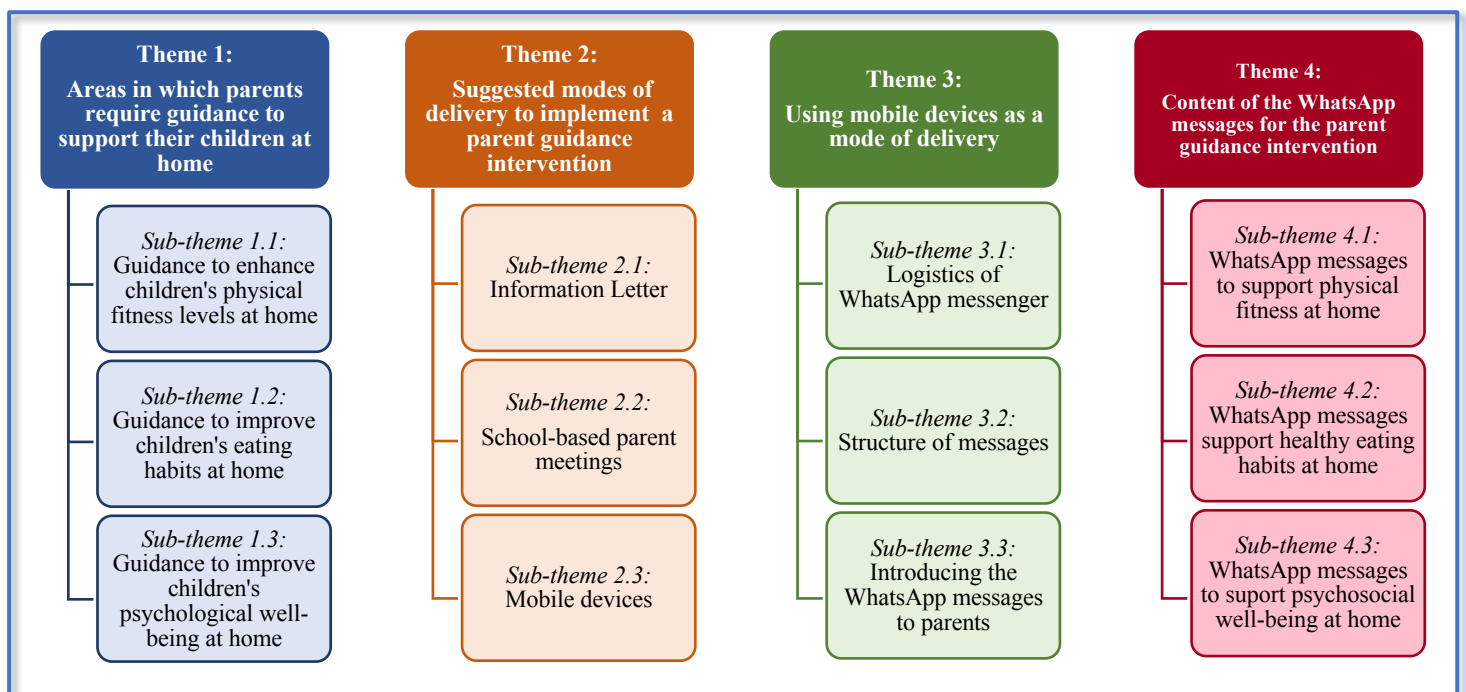 Theme 1:
Areas in which parents
require guidance to
support their children at
home
Sub-theme 1.1:
Guidance to enhance
children's physical
fitness levels at home
Sub-theme 1.2:
Guidance to improve
children's eating
habits at home
Sub-theme 1.3:
Guidance to improve
children's
psychological well-
being at home
Theme 2:
Suggested modes of
delivery to implement a
parent guidance
intervention
Sub-theme 2.1:
Information Letter
Sub-theme 2.2:
School-based parent
meetings
Sub-theme 2.3:
Mobile devices
Theme 3:
Using mobile devices as a
mode of delivery
Sub-theme 3.1:
Logistics of
WhatsApp messenger
Sub-theme 3.2:
Structure of messages
Sub-theme 3.3:
Introducing the
WhatsApp messages
to parents
Theme 4:
Content of the WhatsApp
messages for the parent
guidance intervention
Sub-theme 4.1:
WhatsApp messages
to support physical
fitness at home
Sub-theme 4.2:
WhatsApp messages
support healthy eating
habits at home
Sub-theme 4.3:
WhatsApp messages
to suport psychosocial
well-being at home